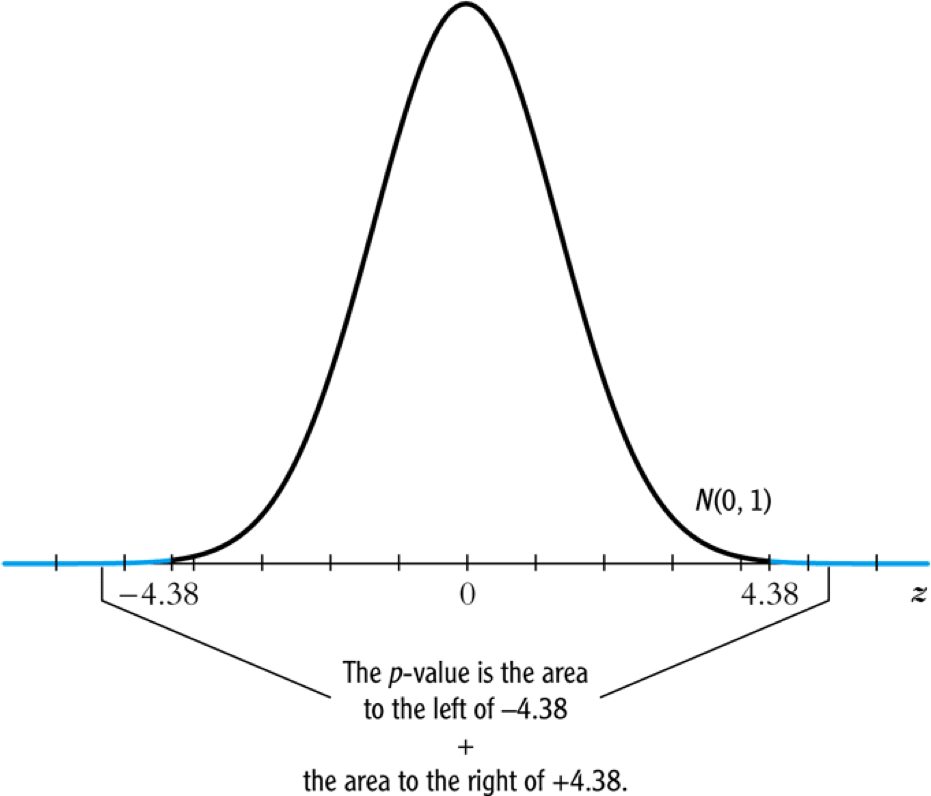 N(0, 1)
−4.38 0 4.38 z
The p-value is the area
to the left of −4.38
+
the area to the right of +4.38.